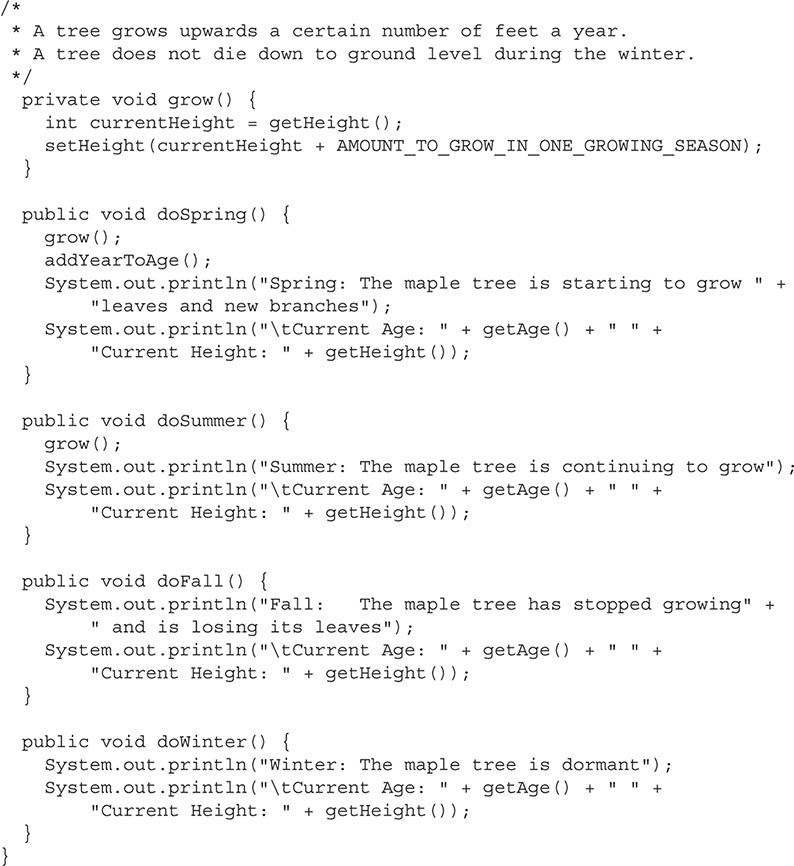 /*
 * A tree grows upwards a certain number of feet a year.
 * A tree does not die down to ground level during the winter.
 */
  private void grow() {
    int currentHeight = getHeight();
    setHeight(currentHeight + AMOUNT_TO_GROW_IN_ONE_GROWING_SEASON);
  }

  public void doSpring() {
    grow();
    addYearToAge();
    System.out.println("Spring: The maple tree is starting to grow " +
        "leaves and new branches");
    System.out.println("\tCurrent Age: " + getAge() + " " +
        "Current Height: " + getHeight());
  }

  public void doSummer() {
    grow();
    System.out.println("Summer: The maple tree is continuing to grow");
    System.out.println("\tCurrent Age: " + getAge() + " " +
        "Current Height: " + getHeight());
  }

  public void doFall() {
    System.out.println("Fall:   The maple tree has stopped growing" +
        " and is losing its leaves");
    System.out.println("\tCurrent Age: " + getAge() + " " +
        "Current Height: " + getHeight());
  }

  public void doWinter() {
    System.out.println("Winter: The maple tree is dormant");
    System.out.println("\tCurrent Age: " + getAge() + " " +
        "Current Height: " + getHeight());
  }
}